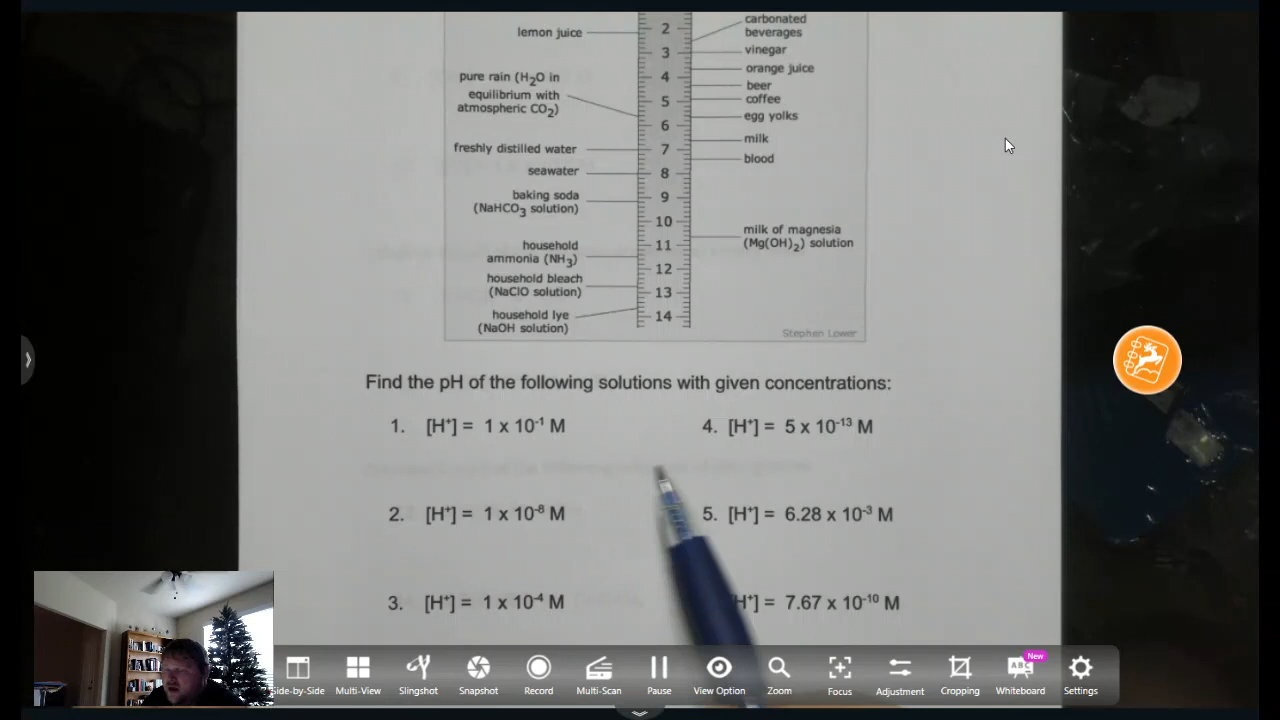 lemon juice
2
carbonated
beverages
3
vinegar
pure rain (H₂O in
equilibrium with
atmospheric CO₂)
4
orange juice
beer
5
coffee
egg yolks
6
milk
freshly distilled water
7
blood
seawater
8
baking soda
(NaHCO₃ solution)
9
10
milk of magnesia
(Mg(OH)₂) solution
household
ammonia (NH₃)
11
12
household bleach
(NaClO solution)
13
household lye
(NaOH solution)
14
Stephen Lower
Find the pH of the following solutions with given concentrations:
1. [H⁺] = 1 x 10⁻¹ M
4. [H⁺] = 5 x 10⁻¹³ M
2. [H⁺] = 1 x 10⁻⁸ M
5. [H⁺] = 6.28 x 10⁻³ M
3. [H⁺] = 1 x 10⁻⁴ M
H⁺] = 7.67 x 10⁻¹⁰ M
New
ABC
Side-by-Side
Multi-View
Slingshot
Snapshot
Record
Multi-Scan
Pause
View Option
Zoom
Focus
Adjustment
Cropping
Whiteboard
Settings